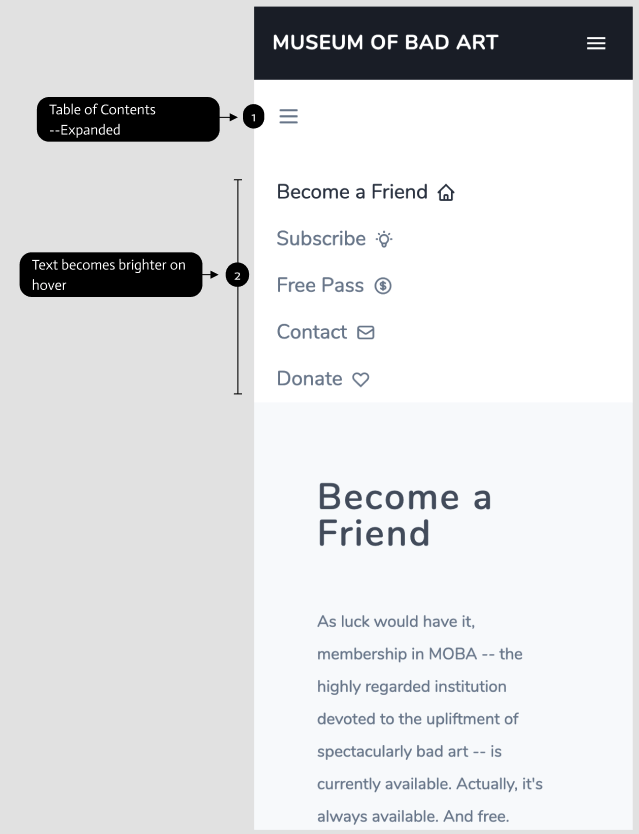 MUSEUM OF BAD ART
Table of Contents
--Expanded
1
Become a Friend
Subscribe
Text becomes brighter on
hover
2
Free Pass
$
Contact
Donate
Become a
Friend
As luck would have it,
membership in MOBA -- the
highly regarded institution
devoted to the upliftment of
spectacularly bad art -- is
currently available. Actually, it's
always available. And free.